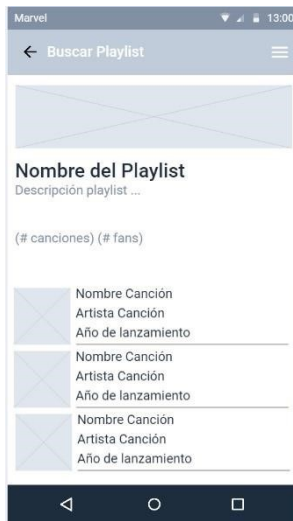 Marvel 13:00
Buscar Playlist
Nombre del Playlist
Descripción playlist ...
(# canciones) (# fans)
Nombre Canción
Artista Canción
Año de lanzamiento
Nombre Canción
Artista Canción
Año de lanzamiento
Nombre Canción
Artista Canción
Año de lanzamiento